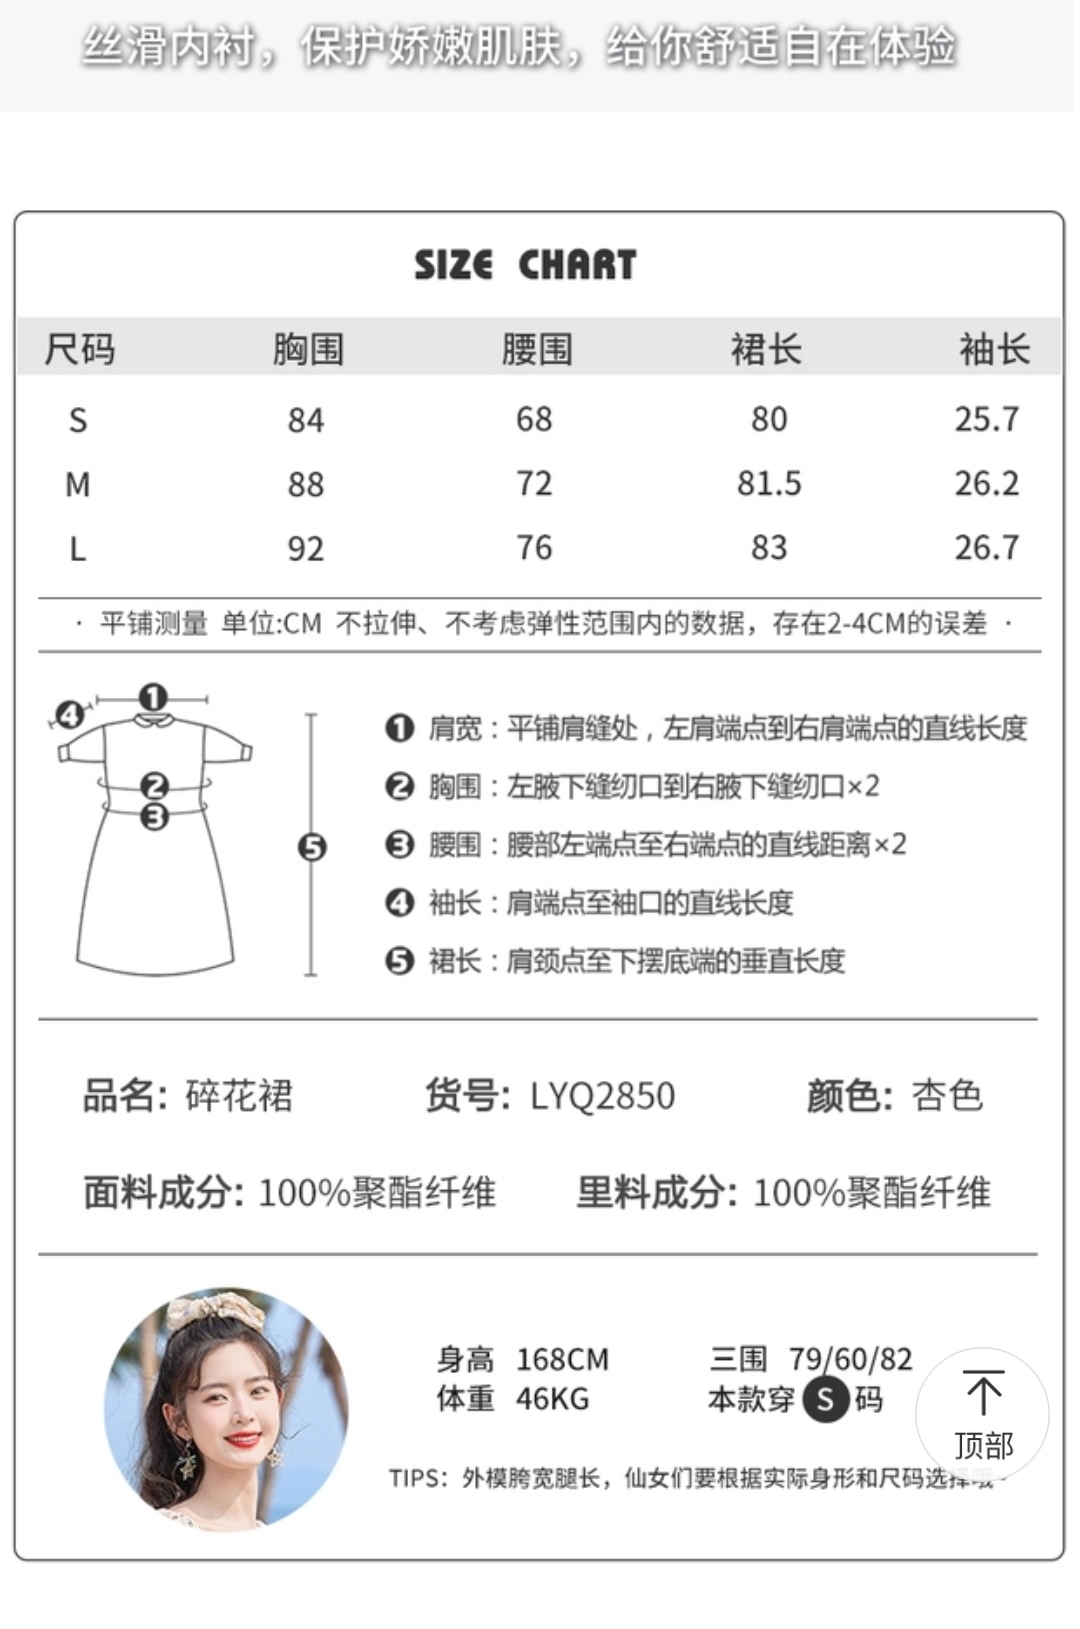 丝滑内衬，保护娇嫩肌肤，给你舒适自在体验
SIZE CHART
尺码 胸围 腰围 裙长 袖长
S 84 68 80 25.7
M 88 72 81.5 26.2
L 92 76 83 26.7
· 平铺测量 单位:CM 不拉伸、不考虑弹性范围内的数据，存在2-4CM的误差 ·
1
4
2
3
5
❶ 肩宽：平铺肩缝处，左肩端点到右肩端点的直线长度
❷ 胸围：左腋下缝纫口到右腋下缝纫口×2
❸ 腰围：腰部左端点至右端点的直线距离×2
❹ 袖长：肩端点至袖口的直线长度
❺ 裙长：肩颈点至下摆底端的垂直长度
品名: 碎花裙 货号: LYQ2850 颜色: 杏色
面料成分: 100%聚酯纤维 里料成分: 100%聚酯纤维
身高 168CM 三围 79/60/82
体重 46KG 本款穿 S 码
顶部
TIPS：外模胯宽腿长，仙女们要根据实际身形和尺码选择哦~